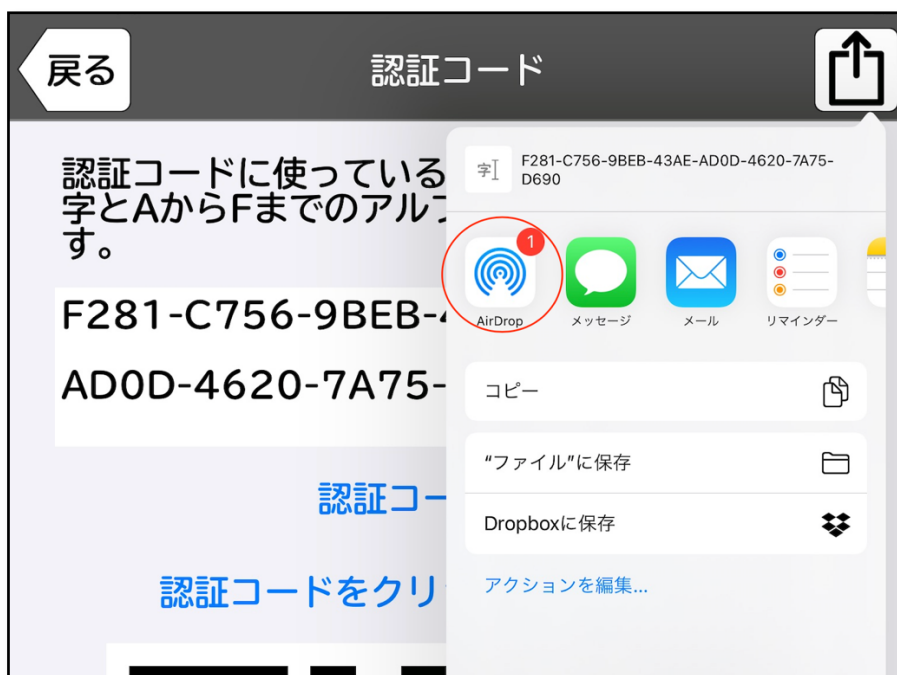 戻る
認証コード
認証コードに使っている
字とAからFまでのアル
す。
F281-C756-9BEB-
AD0D-4620-7A75-
認証コー
認証コードをクリ
字
F281-C756-9BEB-43AE-AD0D-4620-7A75-
D690
1
AirDrop
メッセージ
メール
リマインダー
コピー
“ファイル”に保存
Dropboxに保存
アクションを編集...